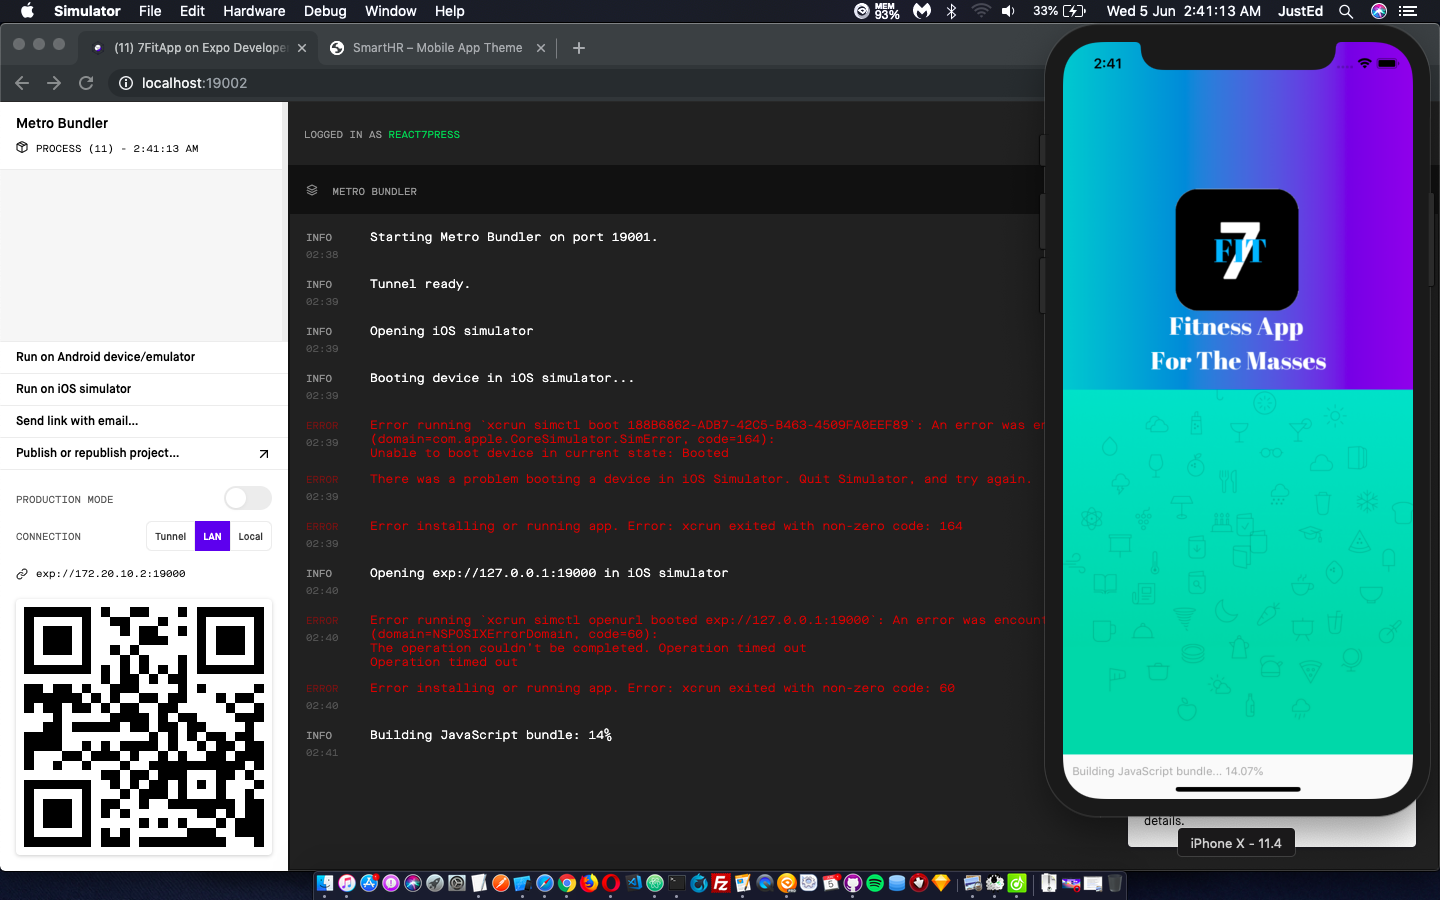 Simulator File Edit Hardware Debug Window Help
MEM
93%
33%
Wed 5 Jun 2:41:13 AM JustEd
(11) 7FitApp on Expo Develope
SmartHR – Mobile App Theme
localhost:19002
Metro Bundler
PROCESS (11) - 2:41:13 AM
Run on Android device/emulator
Run on iOS simulator
Send link with email...
Publish or republish project...
PRODUCTION MODE
CONNECTION
Tunnel LAN Local
exp://172.20.10.2:19000
LOGGED IN AS REACT7PRESS
METRO BUNDLER
INFO Starting Metro Bundler on port 19001.
02:38
INFO Tunnel ready.
02:39
INFO Opening iOS simulator
02:39
INFO Booting device in iOS simulator...
02:39
ERROR Error running `xcrun simctl boot 188B6862-ADB7-42C5-B463-4509FA0EEF89`: An error was en
02:39 (domain=com.apple.CoreSimulator.SimError, code=164):
Unable to boot device in current state: Booted
ERROR There was a problem booting a device in iOS Simulator. Quit Simulator, and try again.
02:39
ERROR Error installing or running app. Error: xcrun exited with non-zero code: 164
02:39
INFO Opening exp://127.0.0.1:19000 in iOS simulator
02:40
ERROR Error running `xcrun simctl openurl booted exp://127.0.0.1:19000`: An error was encount
02:40 (domain=NSPOSIXErrorDomain, code=60):
The operation couldn't be completed. Operation timed out
Operation timed out
ERROR Error installing or running app. Error: xcrun exited with non-zero code: 60
02:40
INFO Building JavaScript bundle: 14%
02:41
2:41
7
FIT
Fitness App
For The Masses
Building JavaScript bundle... 14.07%
details.
iPhone X - 11.4